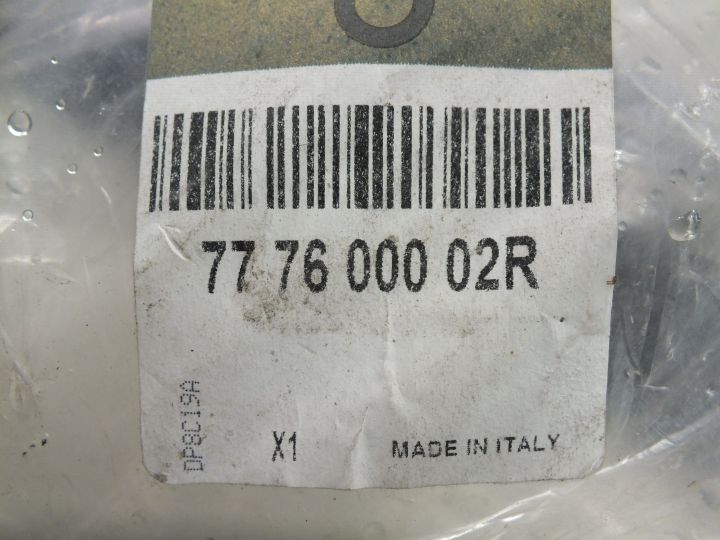 77 76 000 02R
DP8C19A
X1
MADE IN ITALY